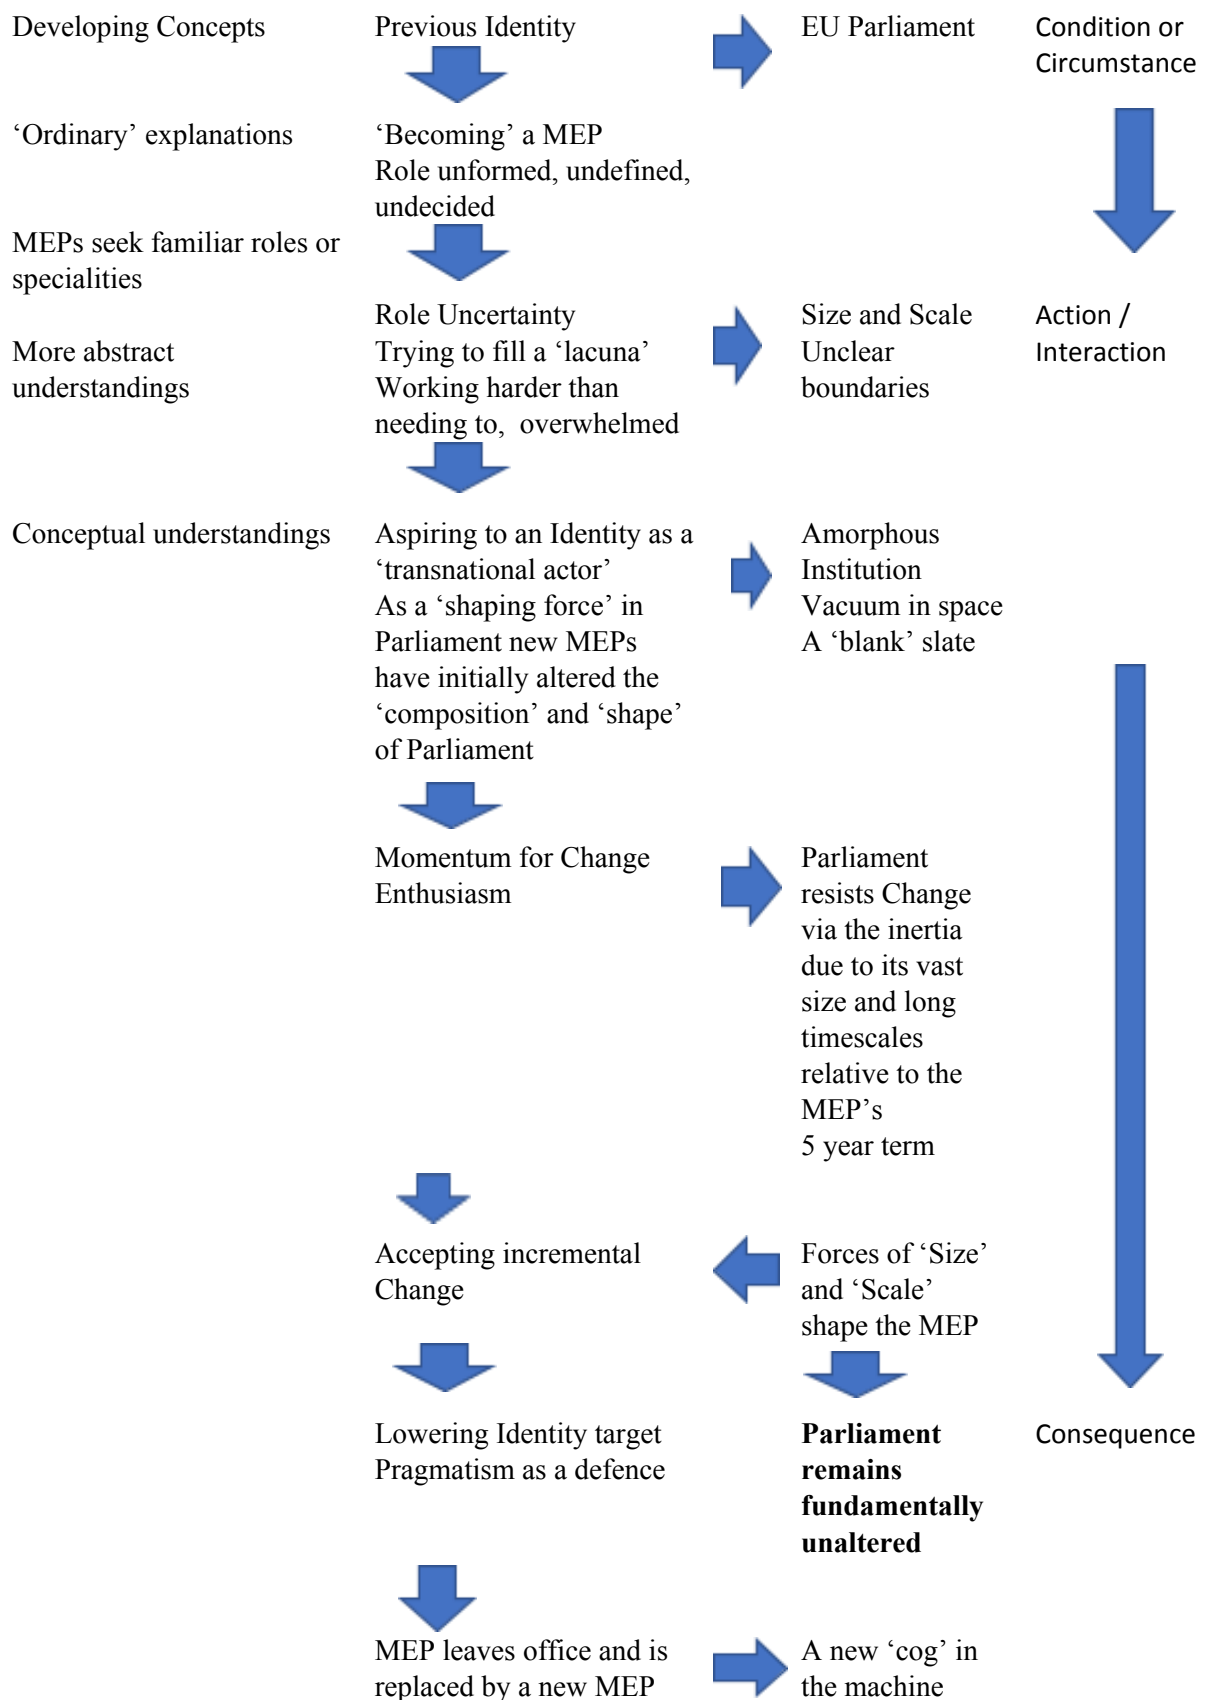 Developing Concepts
Previous Identity
EU Parliament
Condition or
Circumstance
‘Ordinary’ explanations
‘Becoming’ a MEP
Role unformed, undefined,
undecided
MEPs seek familiar roles or
specialities
More abstract
understandings
Role Uncertainty
Trying to fill a ‘lacuna’
Working harder than
needing to,  overwhelmed
Size and Scale
Unclear
boundaries
Action /
Interaction
Conceptual understandings
Aspiring to an Identity as a
‘transnational actor’
As a ‘shaping force’ in
Parliament new MEPs
have initially altered the
‘composition’ and ‘shape’
of Parliament
Amorphous
Institution
Vacuum in space
A ‘blank’ slate
Momentum for Change
Enthusiasm
Parliament
resists Change
via the inertia
due to its vast
size and long
timescales
relative to the
MEP’s
5 year term
Accepting incremental
Change
Forces of ‘Size’
and ‘Scale’
shape the MEP
Lowering Identity target
Pragmatism as a defence
Parliament
remains
fundamentally
unaltered
Consequence
MEP leaves office and is
replaced by a new MEP
A new ‘cog’ in
the machine